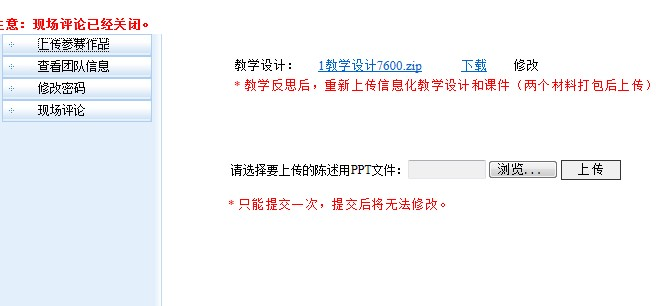 注意：现场评论已经关闭。
上传参赛作品
查看团队信息
修改密码
现场评论
教学设计： 1教学设计7600.zip 下载 修改
* 教学反思后，重新上传信息化教学设计和课件（两个材料打包后上传）
请选择要上传的陈述用PPT文件： 浏览... 上传
* 只能提交一次，提交后将无法修改。